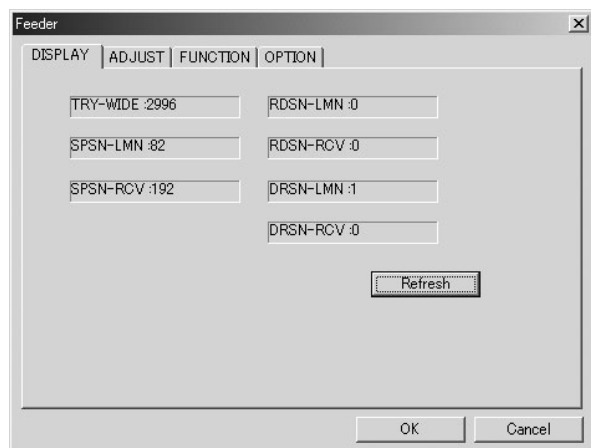 Feeder
DISPLAY ADJUST FUNCTION OPTION
TRY-WIDE :2996 RDSN-LMN :0
SPSN-LMN :82 RDSN-RCV :0
SPSN-RCV :192 DRSN-LMN :1
DRSN-RCV :0
Refresh
OK Cancel